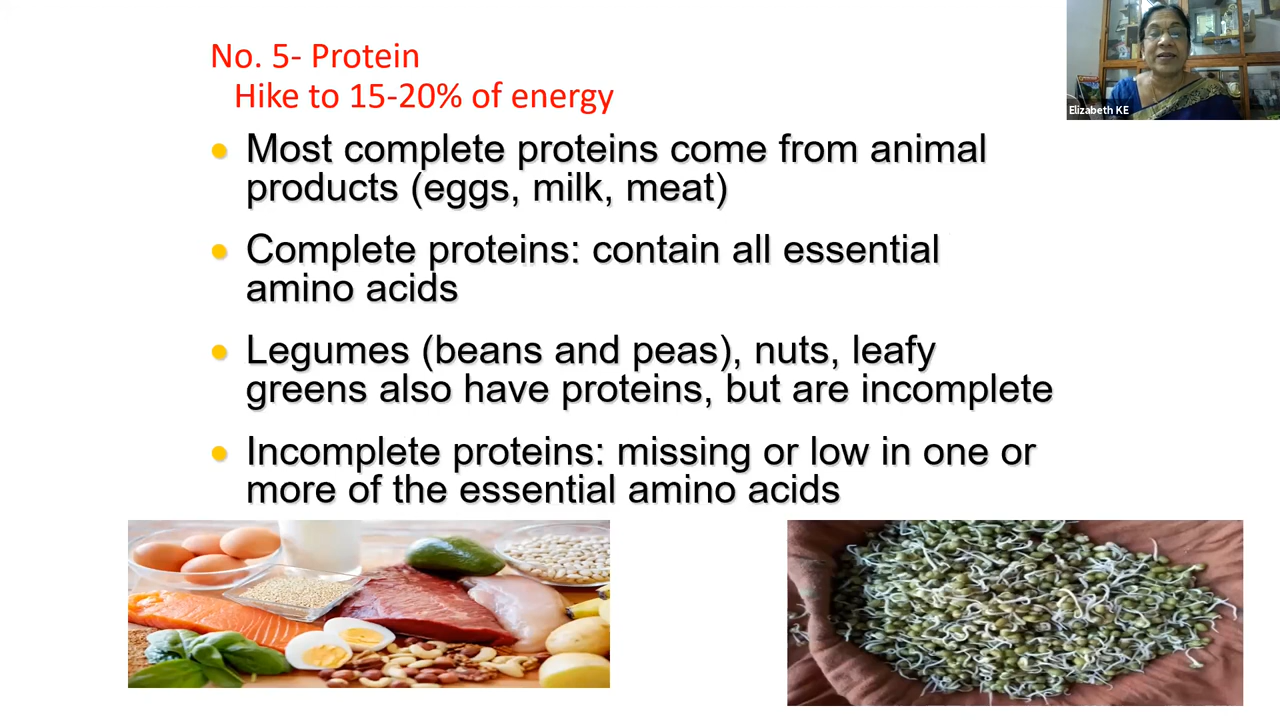 No. 5- Protein
Hike to 15-20% of energy
Most complete proteins come from animal
products (eggs, milk, meat)
Complete proteins: contain all essential
amino acids
Legumes (beans and peas), nuts, leafy
greens also have proteins, but are incomplete
Incomplete proteins: missing or low in one or
more of the essential amino acids
Elizabeth KE